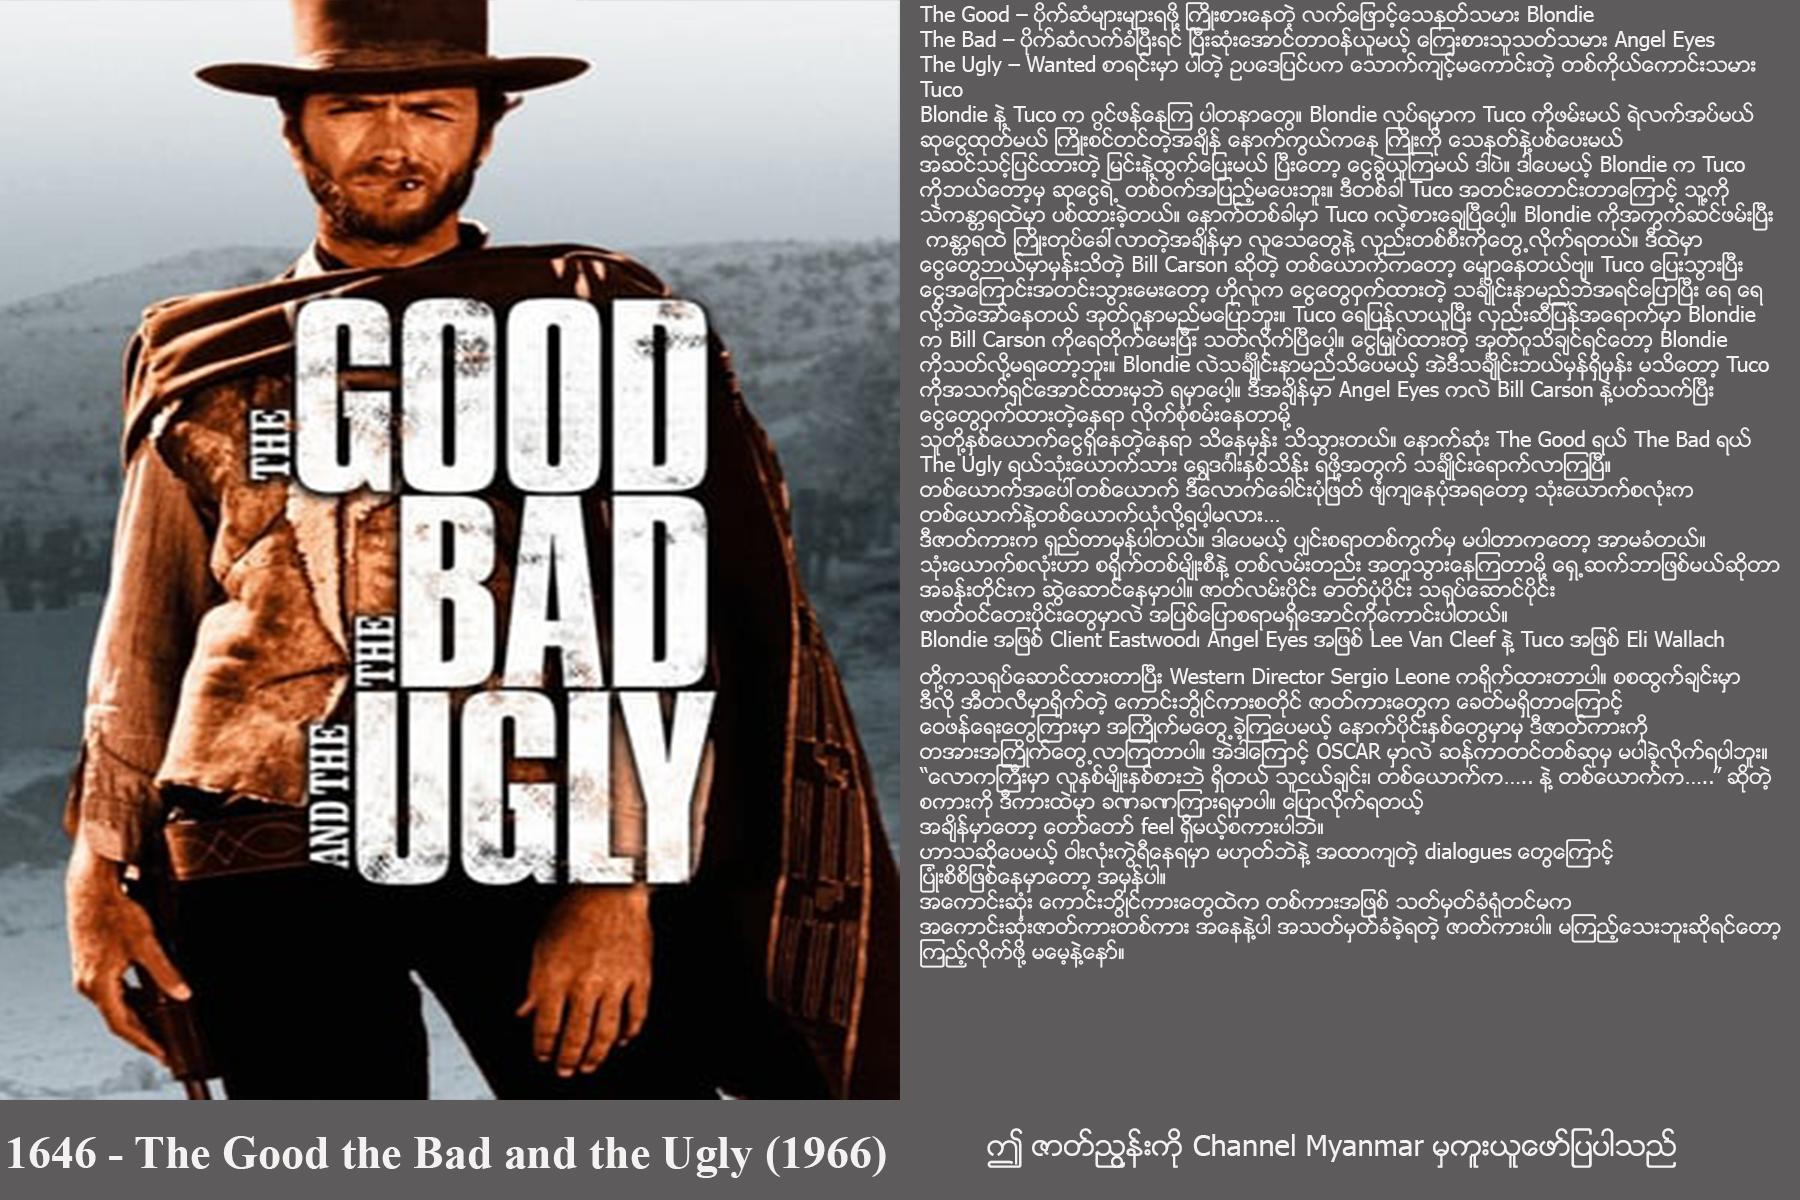 THE GOOD
THE BAD
AND THE UGLY
The Good – ပိုက်ဆံများများရဖို့ ကြိုးစားနေတဲ့ လက်ဖြောင့်သေနတ်သမား Blondie
The Bad – ပိုက်ဆံလက်ခံပြီးရင် ပြီးဆုံးအောင်တာဝန်ယူမယ့် ကြေးစားသူသတ်သမား Angel Eyes
The Ugly – Wanted စာရင်းမှာ ပါတဲ့ ဥပဒေပြင်ပက သောက်ကျင့်မကောင်းတဲ့ တစ်ကိုယ်ကောင်းသမား
Tuco
Blondie နဲ့ Tuco က ဂွင်ဖန်နေကြ ပါတနာတွေ။ Blondie လုပ်ရမှာက Tuco ကိုဖမ်းမယ် ရဲလက်အပ်မယ်
ဆုငွေထုတ်မယ် ကြိုးစင်တင်တဲ့အချိန် နောက်ကွယ်ကနေ ကြိုးကို သေနတ်နဲ့ပစ်ပေးမယ်
အဆင်သင့်ပြင်ထားတဲ့ မြင်းနဲ့ထွက်ပြေးမယ် ပြီးတော့ ငွေခွဲယူကြမယ် ဒါပဲ။ ဒါပေမယ့် Blondie က Tuco
ကိုဘယ်တော့မှ ဆုငွေရဲ့ တစ်ဝက်အပြည့်မပေးဘူး။ ဒီတစ်ခါ Tuco အတင်းတောင်းတာကြောင့် သူ့ကို
သဲကန္တာရထဲမှာ ပစ်ထားခဲ့တယ်။ နောက်တစ်ခါမှာ Tuco ဂလဲ့စားချေပြီပေါ့။ Blondie ကိုအကွက်ဆင်ဖမ်းပြီး
ကန္တာရထဲ ကြိုးတုပ်ခေါ်လာတဲ့အချိန်မှာ လူသေတွေနဲ့ လှည်းတစ်စီးကိုတွေ့လိုက်ရတယ်။ ဒီထဲမှာ
ငွေတွေဘယ်မှာမှန်းသိတဲ့ Bill Carson ဆိုတဲ့ တစ်ယောက်ကတော့ မျောနေတယ်ဗျ။ Tuco ပြေးသွားပြီး
ငွေအကြောင်းအတင်းသွားမေးတော့ ဟိုလူက ငွေတွေဝှက်ထားတဲ့ သင်္ချိုင်းနာမည်ဘဲအရင်ပြောပြီး ရေ ရေ
လို့ဘဲအော်နေတယ် အုတ်ဂူနာမည်မပြောဘူး။ Tuco ရေပြန်လာယူပြီး လှည်းဆီပြန်အရောက်မှာ Blondie
က Bill Carson ကိုရေတိုက်မေးပြီး သတ်လိုက်ပြီပေါ့။ ငွေမြှုပ်ထားတဲ့ အုတ်ဂူသိချင်ရင်တော့ Blondie
ကိုသတ်လို့မရတော့ဘူး။ Blondie လဲသင်္ချိုင်းနာမည်သိပေမယ့် အဲဒီသင်္ချိုင်းဘယ်မှန်ရှိမှန်း မသိတော့ Tuco
ကိုအသက်ရှင်အောင်ထားမှဘဲ ရမှာပေါ့။ ဒီအချိန်မှာ Angel Eyes ကလဲ Bill Carson နဲ့ပတ်သက်ပြီး
ငွေတွေဝှက်ထားတဲ့နေရာ လိုက်စုံစမ်းနေတာမို့
သူတို့နှစ်ယောက်ငွေရှိနေတဲ့နေရာ သိနေမှန်း သိသွားတယ်။ နောက်ဆုံး The Good ရယ် The Bad ရယ်
The Ugly ရယ်သုံးယောက်သား ရွှေဒင်္ဂါးနှစ်သိန်း ရဖို့အတွက် သင်္ချိုင်းရောက်လာကြပြီ။
တစ်ယောက်အပေါ်တစ်ယောက် ဒီလောက်ခေါင်းပုံဖြတ် ဖျံကျနေပုံအရတော့ သုံးယောက်စလုံးက
တစ်ယောက်နဲ့တစ်ယောက်ယုံလို့ရပါ့မလား...
ဒီဇာတ်ကားက ရှည်တာမှန်ပါတယ်။ ဒါပေမယ့် ပျင်းစရာတစ်ကွက်မှ မပါတာကတော့ အာမခံတယ်။
သုံးယောက်စလုံးဟာ စရိုက်တစ်မျိုးစီနဲ့ တစ်လမ်းတည်း အတူသွားနေကြတာမို့ ရှေ့ဆက်ဘာဖြစ်မယ်ဆိုတာ
အခန်းတိုင်းက ဆွဲဆောင်နေမှာပါ။ ဇာတ်လမ်းပိုင်း ဓာတ်ပုံပိုင်း သရုပ်ဆောင်ပိုင်း
ဇာတ်ဝင်တေးပိုင်းတွေမှာလဲ အပြစ်ပြောစရာမရှိအောင်ကိုကောင်းပါတယ်။
Blondie အဖြစ် Client Eastwood၊ Angel Eyes အဖြစ် Lee Van Cleef နဲ့ Tuco အဖြစ် Eli Wallach
တို့ကသရုပ်ဆောင်ထားတာပြီး Western Director Sergio Leone ကရိုက်ထားတာပါ။ စစထွက်ချင်းမှာ
ဒီလို အီတလီမှာရိုက်တဲ့ ကောင်းဘွိုင်ကားစတိုင် ဇာတ်ကားတွေက ခေတ်မရှိတာကြောင့်
ဝေဖန်ရေးတွေကြားမှာ အကြိုက်မတွေ့ခဲ့ကြပေမယ့် နောက်ပိုင်းနှစ်တွေမှာမှ ဒီဇာတ်ကားကို
တအားအကြိုက်တွေ့လာကြတာပါ။ အဲဒါကြောင့် OSCAR မှာလဲ ဆန်ကာတင်တစ်ဆုမှ မပါခဲ့လိုက်ရပါဘူး။
“လောကကြီးမှာ လူနှစ်မျိုးနှစ်စားဘဲ ရှိတယ် သူငယ်ချင်း၊ တစ်ယောက်က..... နဲ့ တစ်ယောက်က.....” ဆိုတဲ့
စကားကို ဒီကားထဲမှာ ခဏခဏကြားရမှာပါ။ ပြောလိုက်ရတယ့်
အချိန်မှာတော့ တော်တော် feel ရှိမယ့်စကားပါဘဲ။
ဟာသဆိုပေမယ့် ဝါးလုံးကွဲရီနေရမှာ မဟုတ်ဘဲနဲ့ အထာကျတဲ့ dialogues တွေကြောင့်
ပြုံးစိစိဖြစ်နေမှာတော့ အမှန်ပါ။
အကောင်းဆုံး ကောင်းဘွိုင်ကားတွေထဲက တစ်ကားအဖြစ် သတ်မှတ်ခံရုံတင်မက
အကောင်းဆုံးဇာတ်ကားတစ်ကား အနေနဲ့ပါ အသတ်မှတ်ခံခဲ့ရတဲ့ ဇာတ်ကားပါ။ မကြည့်သေးဘူးဆိုရင်တော့
ကြည့်လိုက်ဖို့ မမေ့နဲ့နော်။
1646 - The Good the Bad and the Ugly (1966)
ဤ ဇာတ်ညွှန်းကို Channel Myanmar မှကူးယူဖော်ပြပါသည်